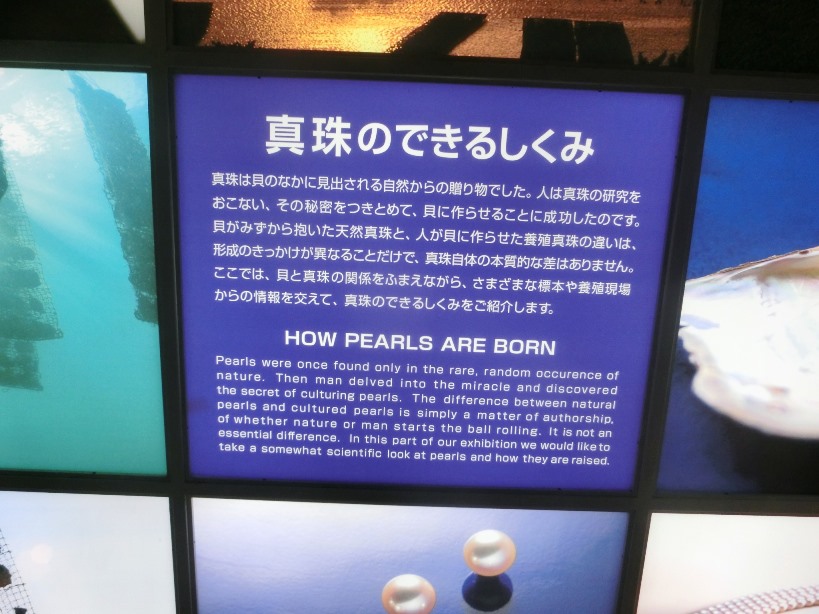 真珠のできるしくみ
真珠は貝のなかに見出される自然からの贈り物でした。人は真珠の研究を
おこない、その秘密をつきとめて、貝に作らせることに成功したのです。
貝がみずから抱いた天然真珠と、人が貝に作らせた養殖真珠の違いは、
形成のきっかけが異なることだけで、真珠自体の本質的な差はありません。
ここでは、貝と真珠の関係をふまえながら、さまざまな標本や養殖現場
からの情報を交えて、真珠のできるしくみをご紹介します。
HOW PEARLS ARE BORN
Pearls were once found only in the rare, random occurence of
nature. Then man delved into the miracle and discovered
the secret of culturing pearls. The difference between natural
pearls and cultured pearls is simply a matter of authorship,
of whether nature or man starts the ball rolling. It is not an
essential difference. In this part of our exhibition we would like to
take a somewhat scientific look at pearls and how they are raised.